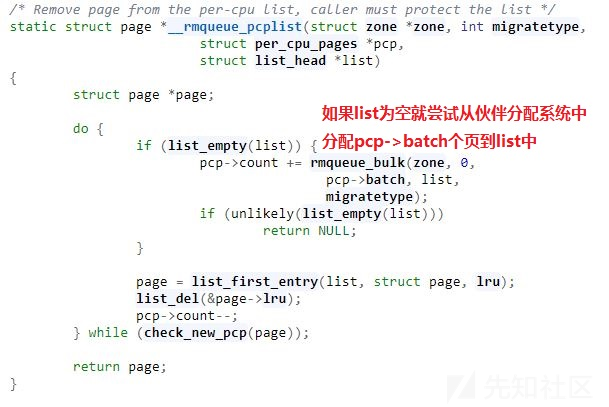 /* Remove page from the per-cpu list, caller must protect the list */
static struct page *__rmqueue_pcplist(struct zone *zone, int migratetype,
                        struct per_cpu_pages *pcp,
                        struct list_head *list)
{
        struct page *page;

        do {
                if (list_empty(list)) {
                        pcp->count += rmqueue_bulk(zone, 0,
                                        pcp->batch, list,
                                        migratetype);
                        if (unlikely(list_empty(list)))
                                return NULL;
                }

                page = list_first_entry(list, struct page, lru);
                list_del(&page->lru);
                pcp->count--;
        } while (check_new_pcp(page));

        return page;
}
如果list为空就尝试从伙伴分配系统中
分配pcp->batch个页到list中
先知社区